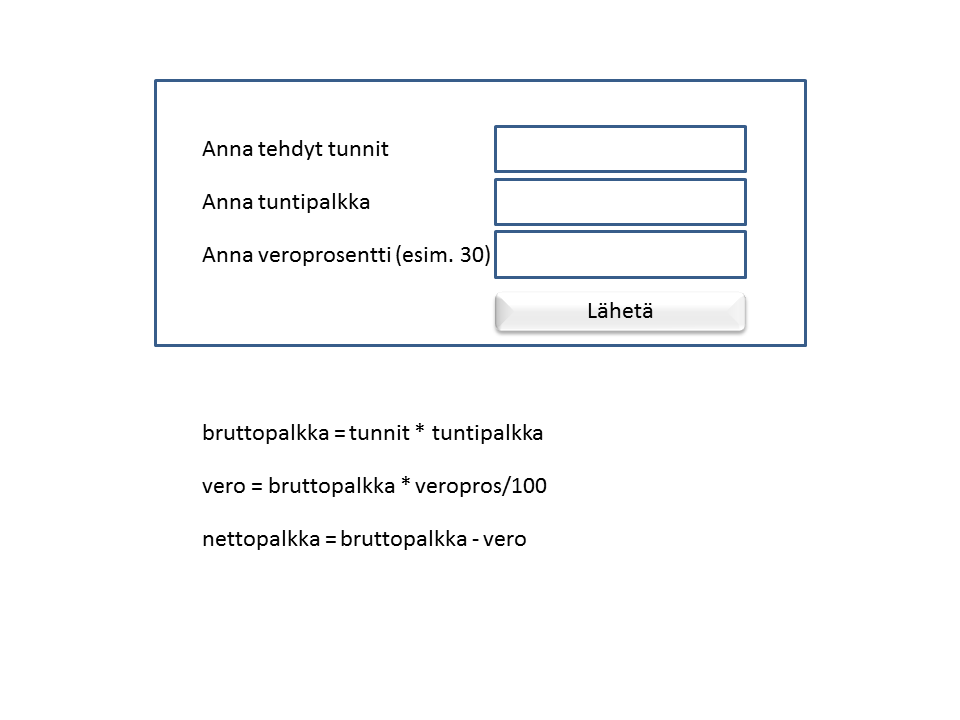 Anna tehdyt tunnit
Anna tuntipalkka
Anna veroprosentti (esim. 30)
Lähetä
bruttopalkka = tunnit * tuntipalkka
vero = bruttopalkka * veropros/100
nettopalkka = bruttopalkka - vero